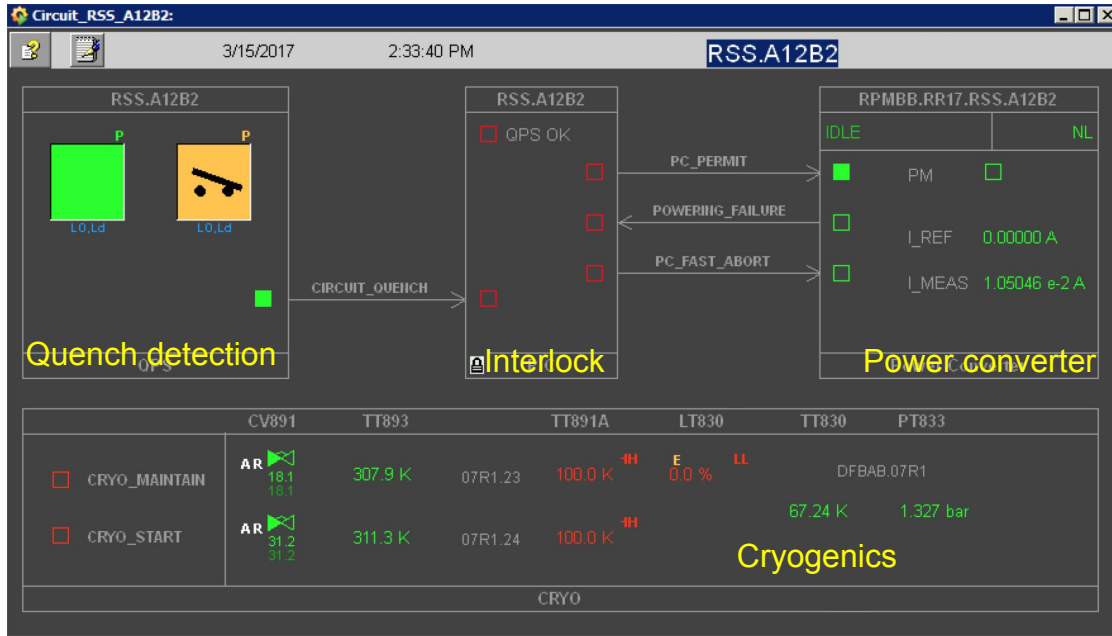 Circuit_RSS_A12B2:
3/15/2017 2:33:40 PM RSS.A12B2
RSS.A12B2 RSS.A12B2 RPMBB.RR17.RSS.A12B2
P P QPS OK IDLE NL
PC_PERMIT PM
L0,Ld L0,Ld POWERING_FAILURE
I_REF 0.00000 A
PC_FAST_ABORT
CIRCUIT_QUENCH I_MEAS 1.05046 e-2 A
Quench detection Interlock Power converter
QPS Power Converter
CV891 TT893 TT891A LT830 TT830 PT833
CRYO_MAINTAIN AR 18.1 307.9 K 07R1.23 100.0 K HH E 0.0 % LL DFBAB.07R1
18.1
67.24 K 1.327 bar
CRYO_START AR 31.2 311.3 K 07R1.24 100.0 K HH
31.2
Cryogenics
CRYO